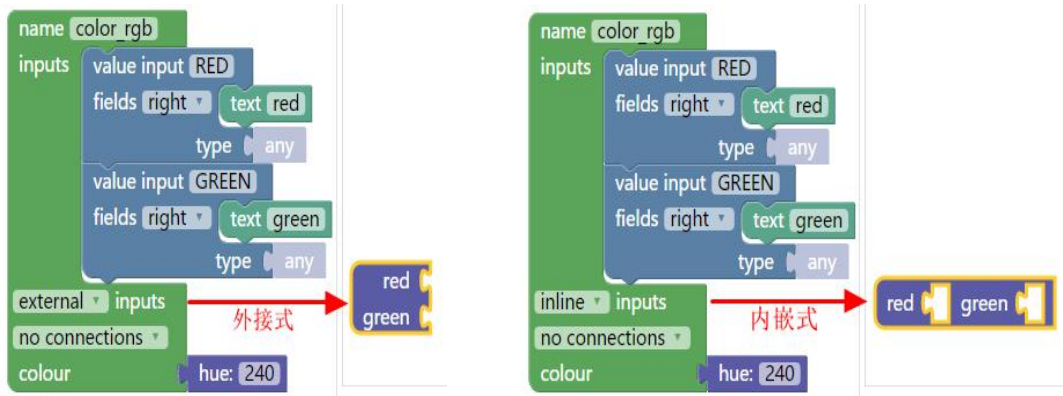 name color_rgb
inputs value input RED
fields right text red
type any
value input GREEN
fields right text green
type any
external inputs
no connections
colour hue: 240
外接式
red
green
name color_rgb
inputs value input RED
fields right text red
type any
value input GREEN
fields right text green
type any
inline inputs
no connections
colour hue: 240
内嵌式
red green